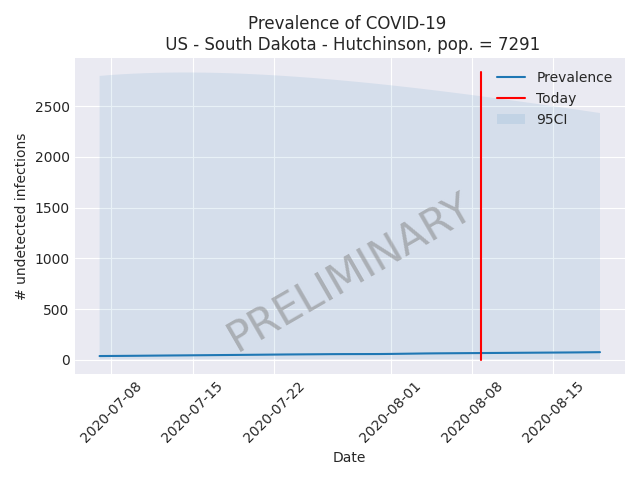 Prevalence of COVID-19
US - South Dakota - Hutchinson, pop. = 7291
Prevalence
Today
95CI
2500
2000
1500
1000
500
0
# undetected infections
PRELIMINARY
2020-07-08
2020-07-15
2020-07-22
2020-08-01
2020-08-08
2020-08-15
Date